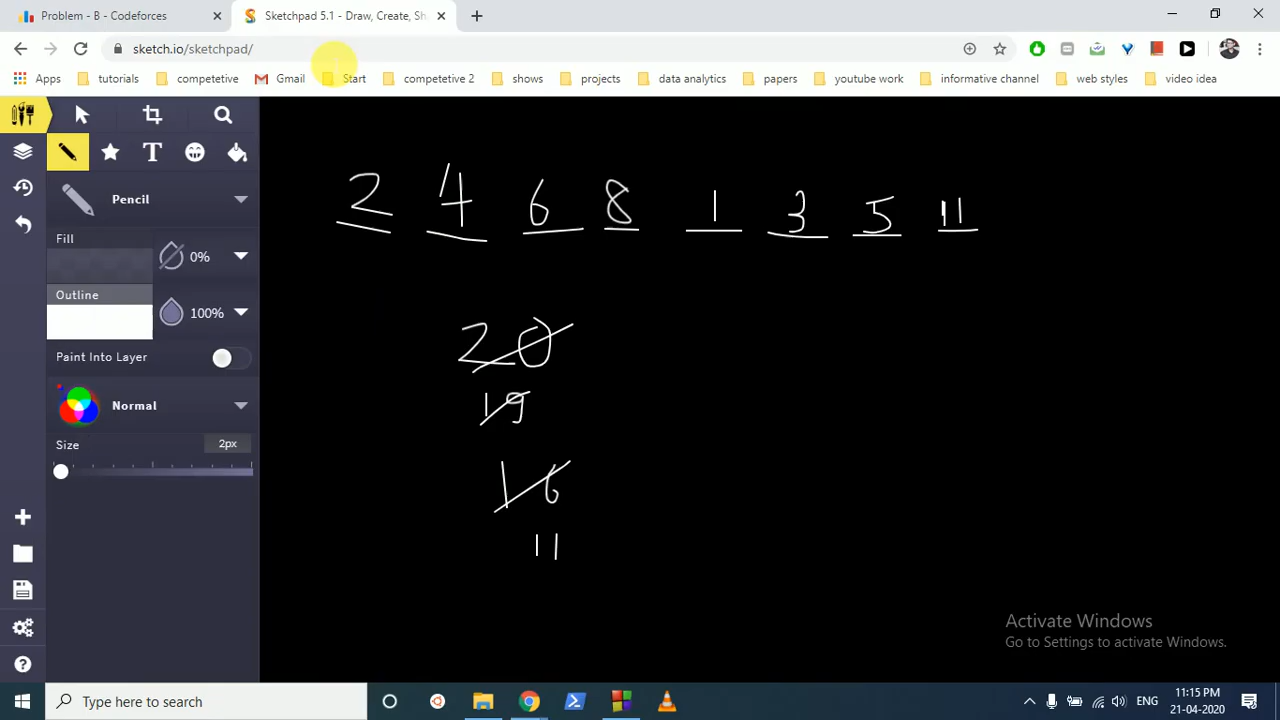 Problem - B - Codeforces
Sketchpad 5.1 - Draw, Create, Sh
sketch.io/sketchpad/
Apps tutorials competetive Gmail Start competetive 2 shows projects data analytics papers youtube work informative channel web styles video idea
2 4 6 8 1 3 5 11
Pencil
Fill
0%
Outline
100%
20
Paint Into Layer
19
Normal
Size
2px
16
11
Activate Windows
Go to Settings to activate Windows.
Type here to search
ENG
11:15 PM
21-04-2020